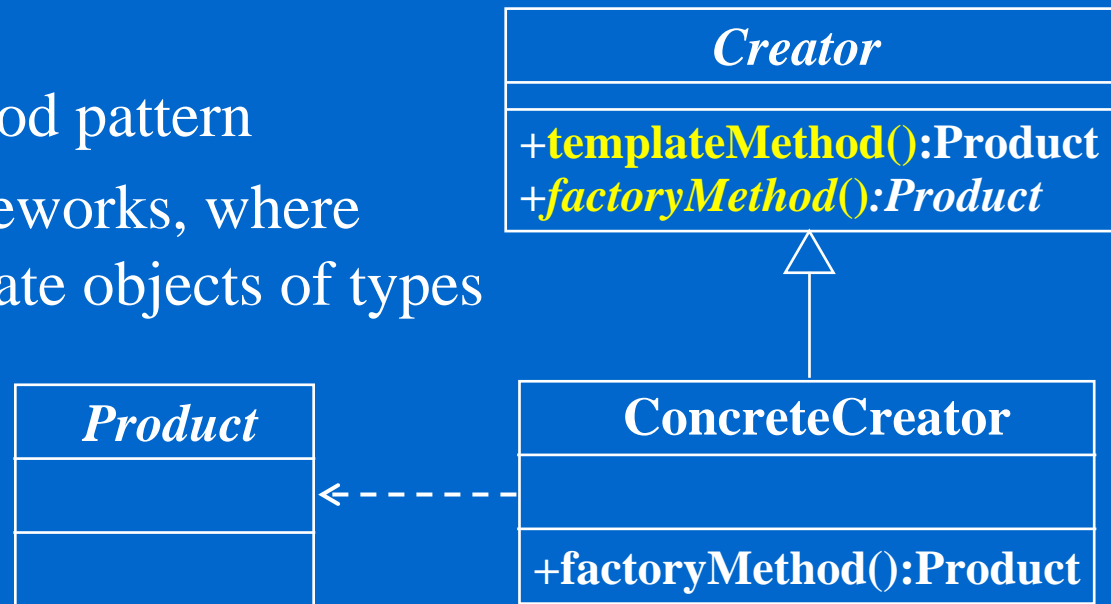 od pattern
eworks, where
ate objects of types
Creator
+templateMethod():Product
+factoryMethod():Product
Product
ConcreteCreator
+factoryMethod():Product